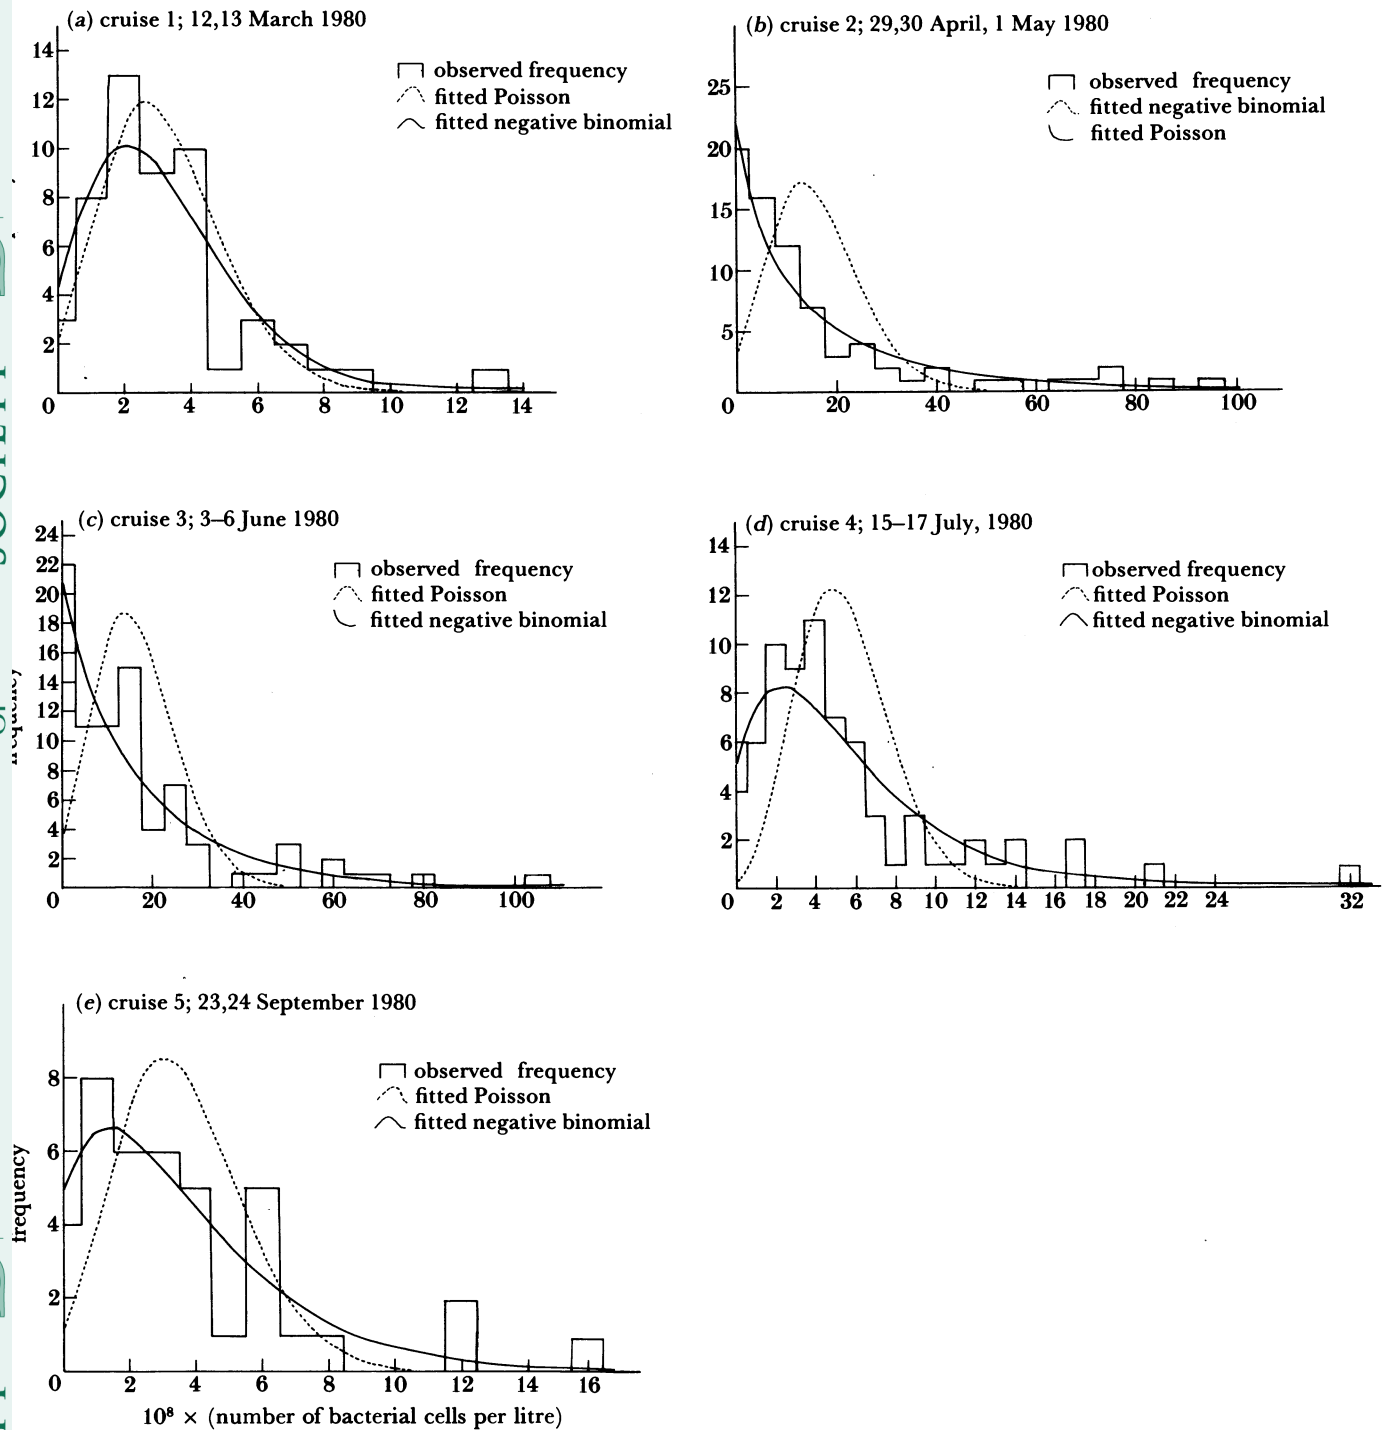 (a) cruise 1; 12,13 March 1980
observed frequency
fitted Poisson
fitted negative binomial
14
12
10
8
6
4
2
0 2 4 6 8 10 12 14
(b) cruise 2; 29,30 April, 1 May 1980
observed frequency
fitted negative binomial
fitted Poisson
25
20
15
10
5
0 20 40 60 80 100
(c) cruise 3; 3–6 June 1980
observed frequency
fitted Poisson
fitted negative binomial
24
22
20
18
16
14
12
10
8
6
4
2
0 20 40 60 80 100
(d) cruise 4; 15–17 July, 1980
observed frequency
fitted Poisson
fitted negative binomial
14
12
10
8
6
4
2
0 2 4 6 8 10 12 14 16 18 20 22 24 32
(e) cruise 5; 23,24 September 1980
observed frequency
fitted Poisson
fitted negative binomial
frequency
8
6
4
2
0 2 4 6 8 10 12 14 16
10⁸ × (number of bacterial cells per litre)